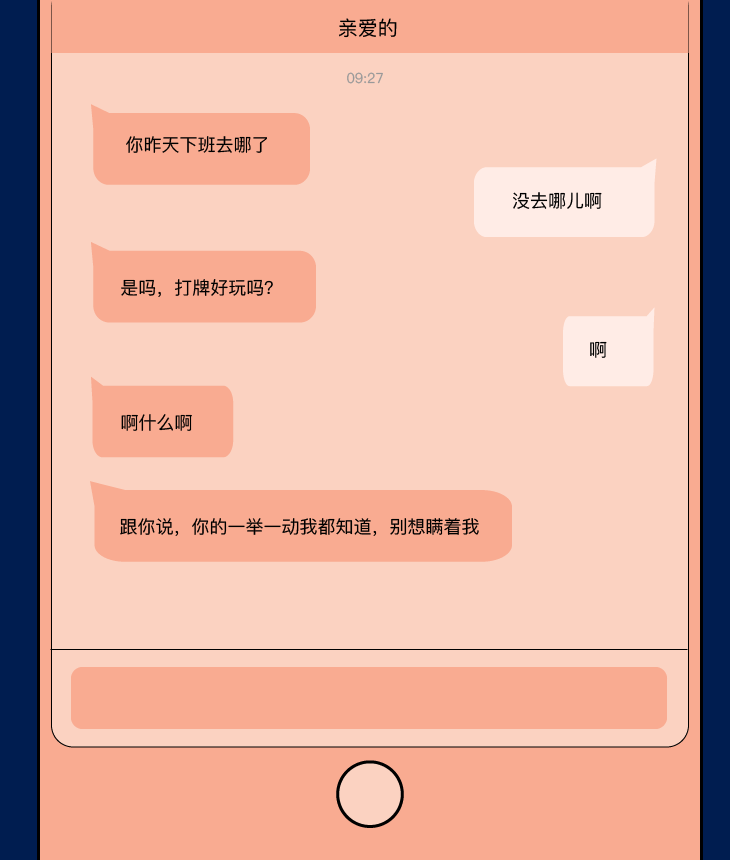 亲爱的
09:27
你昨天下班去哪了
没去哪儿啊
是吗，打牌好玩吗?
啊
啊什么啊
跟你说，你的一举一动我都知道，别想瞒着我